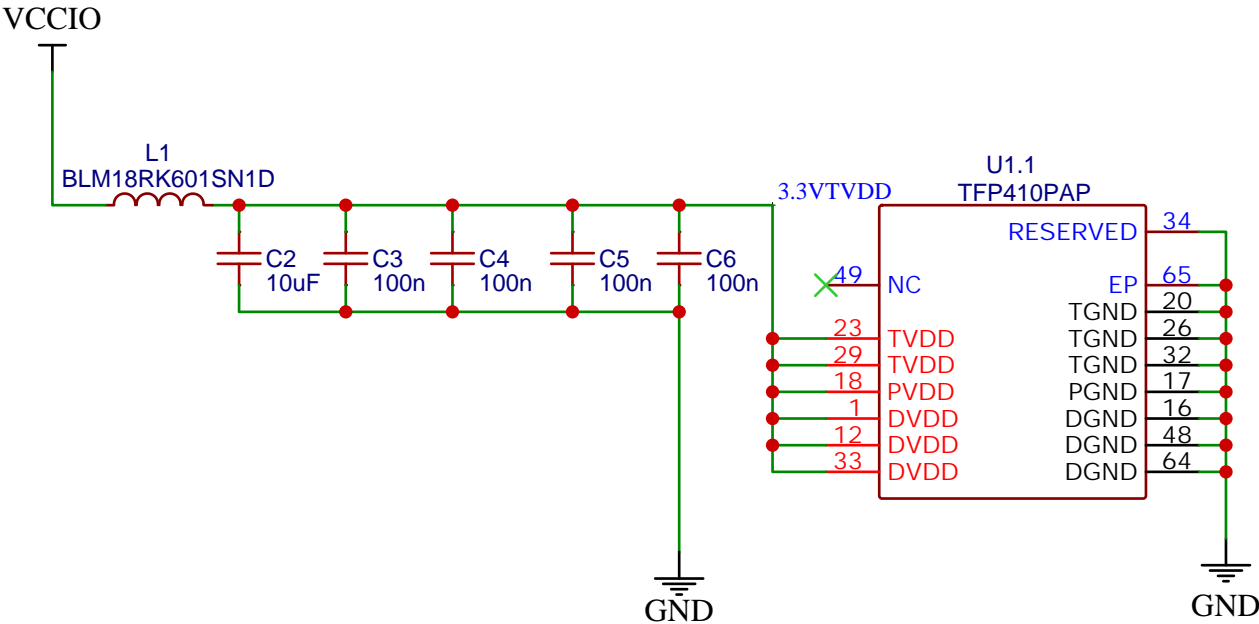 VCCIO
L1
BLM18RK601SN1D
C2
10uF
C3
100n
C4
100n
C5
100n
C6
100n
GND
3.3VTVDD
U1.1
TFP410PAP
RESERVED 34
49 NC
EP 65
TGND 20
TGND 26
TGND 32
PGND 17
DGND 16
DGND 48
DGND 64
23 TVDD
29 TVDD
18 PVDD
1 DVDD
12 DVDD
33 DVDD
GND